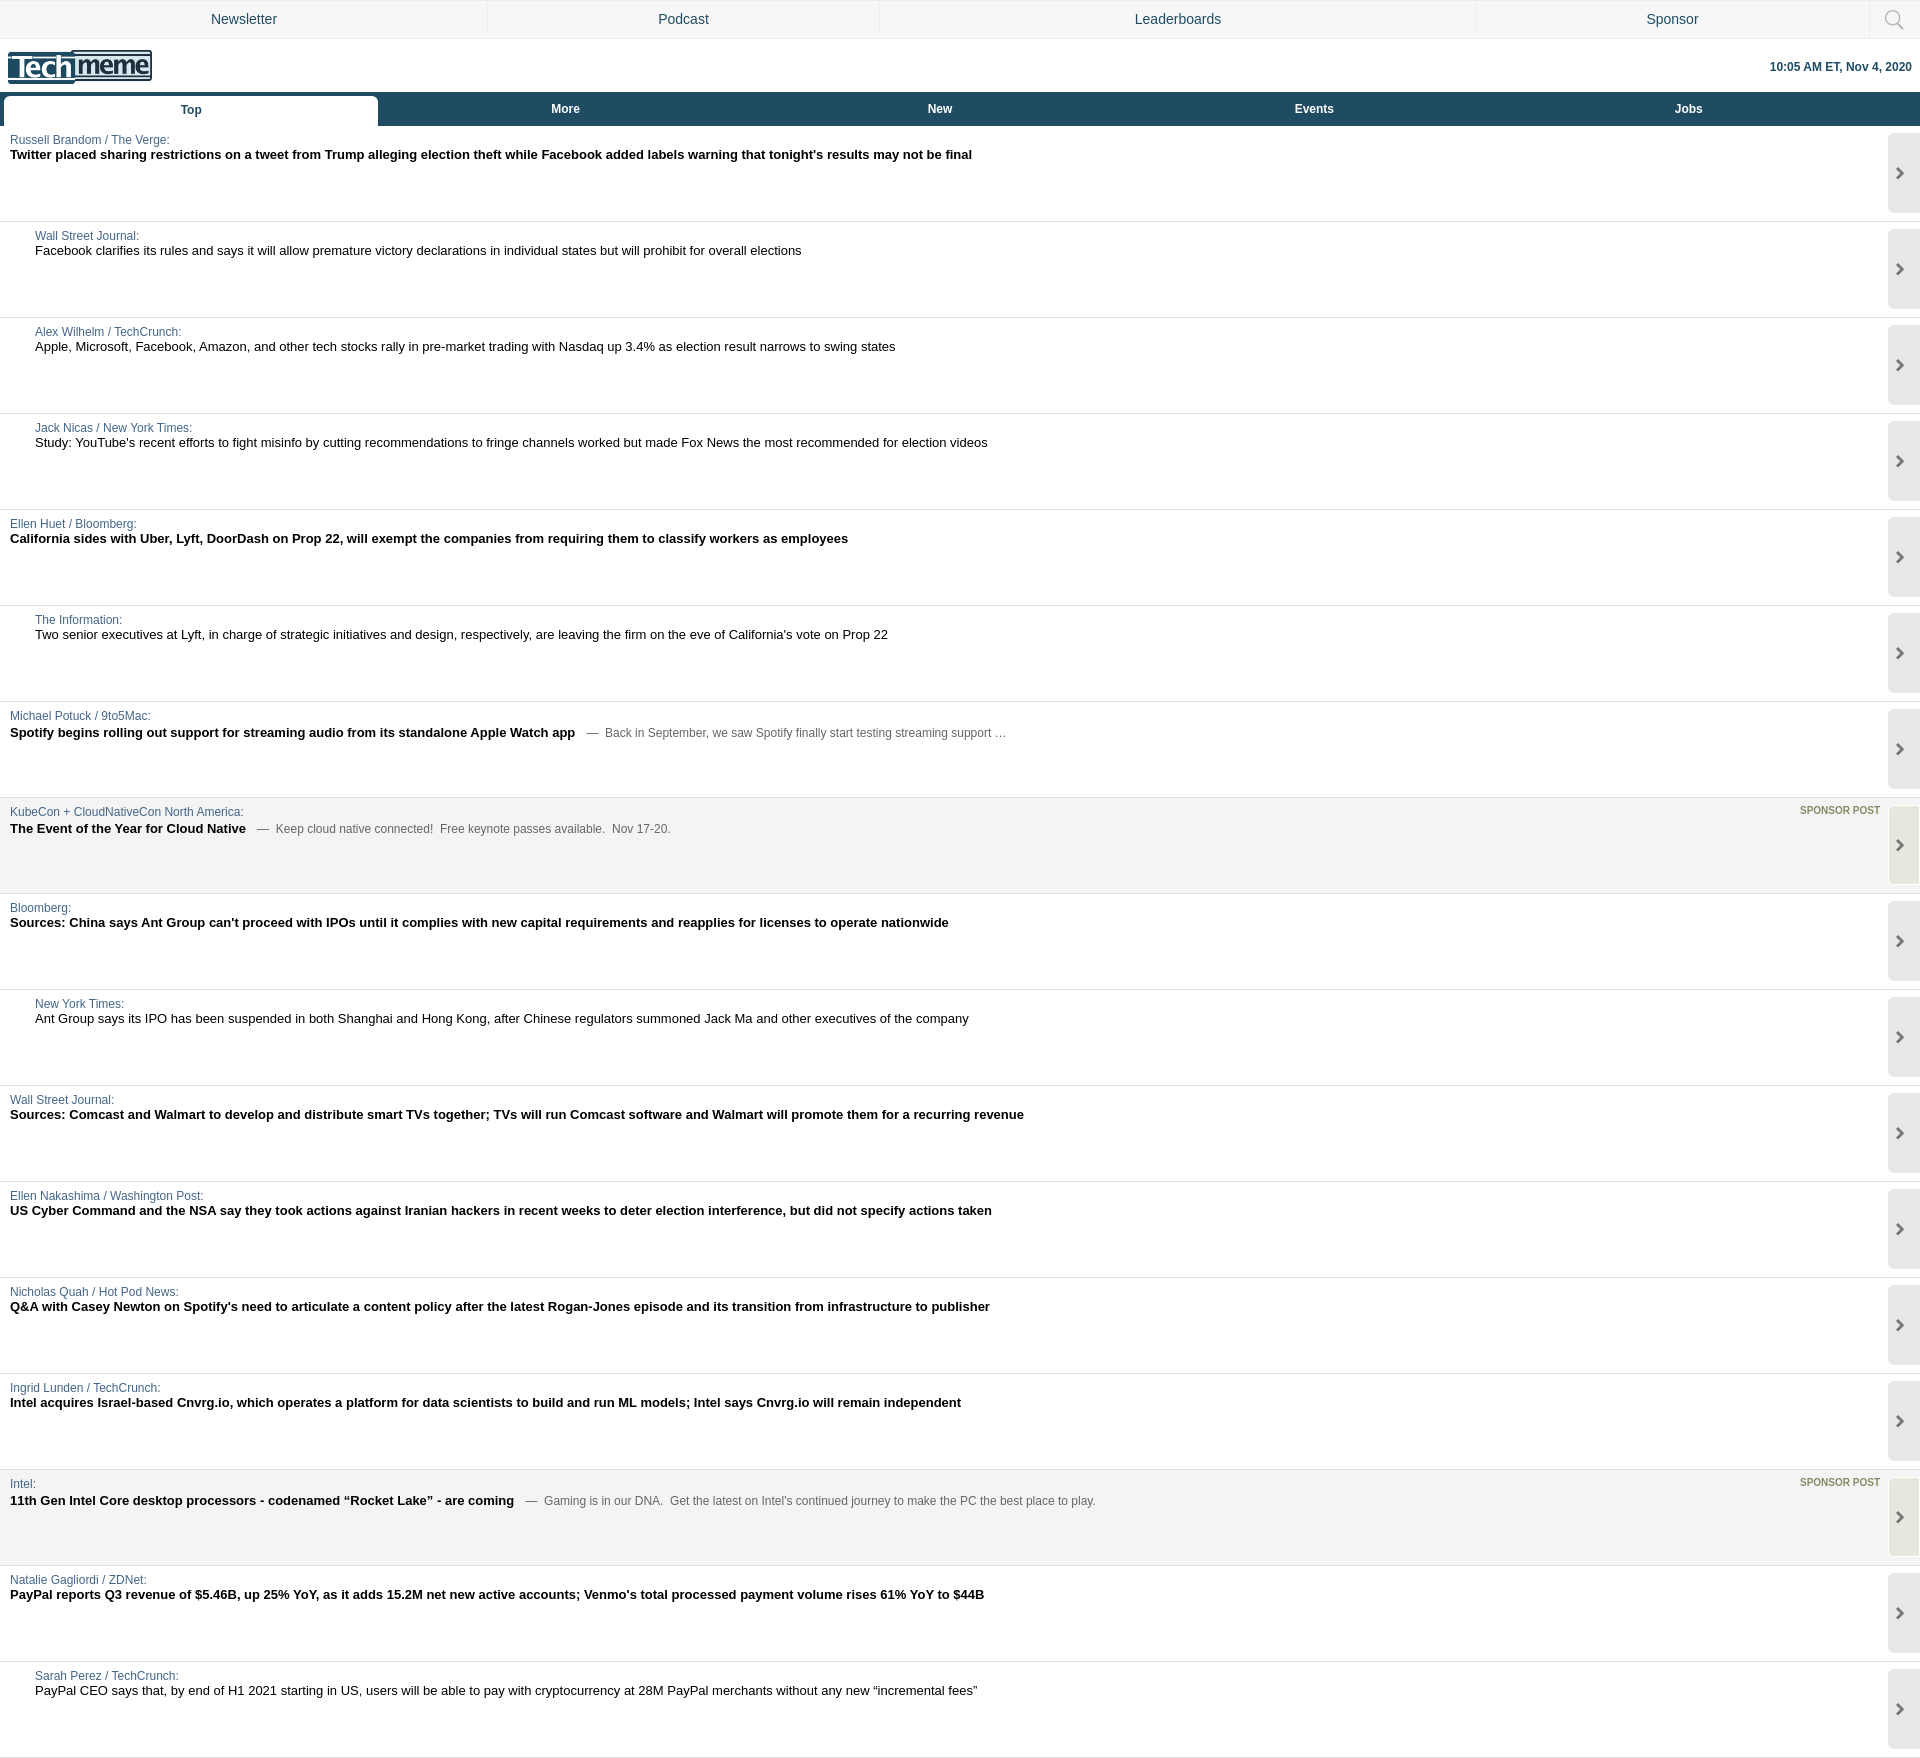 Newsletter
Podcast
Leaderboards
Sponsor
Techmeme
10:05 AM ET, Nov 4, 2020
Top
More
New
Events
Jobs
Russell Brandom / The Verge:
Twitter placed sharing restrictions on a tweet from Trump alleging election theft while Facebook added labels warning that tonight's results may not be final
Wall Street Journal:
Facebook clarifies its rules and says it will allow premature victory declarations in individual states but will prohibit for overall elections
Alex Wilhelm / TechCrunch:
Apple, Microsoft, Facebook, Amazon, and other tech stocks rally in pre-market trading with Nasdaq up 3.4% as election result narrows to swing states
Jack Nicas / New York Times:
Study: YouTube's recent efforts to fight misinfo by cutting recommendations to fringe channels worked but made Fox News the most recommended for election videos
Ellen Huet / Bloomberg:
California sides with Uber, Lyft, DoorDash on Prop 22, will exempt the companies from requiring them to classify workers as employees
The Information:
Two senior executives at Lyft, in charge of strategic initiatives and design, respectively, are leaving the firm on the eve of California's vote on Prop 22
Michael Potuck / 9to5Mac:
Spotify begins rolling out support for streaming audio from its standalone Apple Watch app — Back in September, we saw Spotify finally start testing streaming support …
KubeCon + CloudNativeCon North America:
SPONSOR POST
The Event of the Year for Cloud Native — Keep cloud native connected! Free keynote passes available. Nov 17-20.
Bloomberg:
Sources: China says Ant Group can't proceed with IPOs until it complies with new capital requirements and reapplies for licenses to operate nationwide
New York Times:
Ant Group says its IPO has been suspended in both Shanghai and Hong Kong, after Chinese regulators summoned Jack Ma and other executives of the company
Wall Street Journal:
Sources: Comcast and Walmart to develop and distribute smart TVs together; TVs will run Comcast software and Walmart will promote them for a recurring revenue
Ellen Nakashima / Washington Post:
US Cyber Command and the NSA say they took actions against Iranian hackers in recent weeks to deter election interference, but did not specify actions taken
Nicholas Quah / Hot Pod News:
Q&A with Casey Newton on Spotify's need to articulate a content policy after the latest Rogan-Jones episode and its transition from infrastructure to publisher
Ingrid Lunden / TechCrunch:
Intel acquires Israel-based Cnvrg.io, which operates a platform for data scientists to build and run ML models; Intel says Cnvrg.io will remain independent
Intel:
SPONSOR POST
11th Gen Intel Core desktop processors - codenamed “Rocket Lake” - are coming — Gaming is in our DNA. Get the latest on Intel's continued journey to make the PC the best place to play.
Natalie Gagliordi / ZDNet:
PayPal reports Q3 revenue of $5.46B, up 25% YoY, as it adds 15.2M net new active accounts; Venmo's total processed payment volume rises 61% YoY to $44B
Sarah Perez / TechCrunch:
PayPal CEO says that, by end of H1 2021 starting in US, users will be able to pay with cryptocurrency at 28M PayPal merchants without any new “incremental fees”